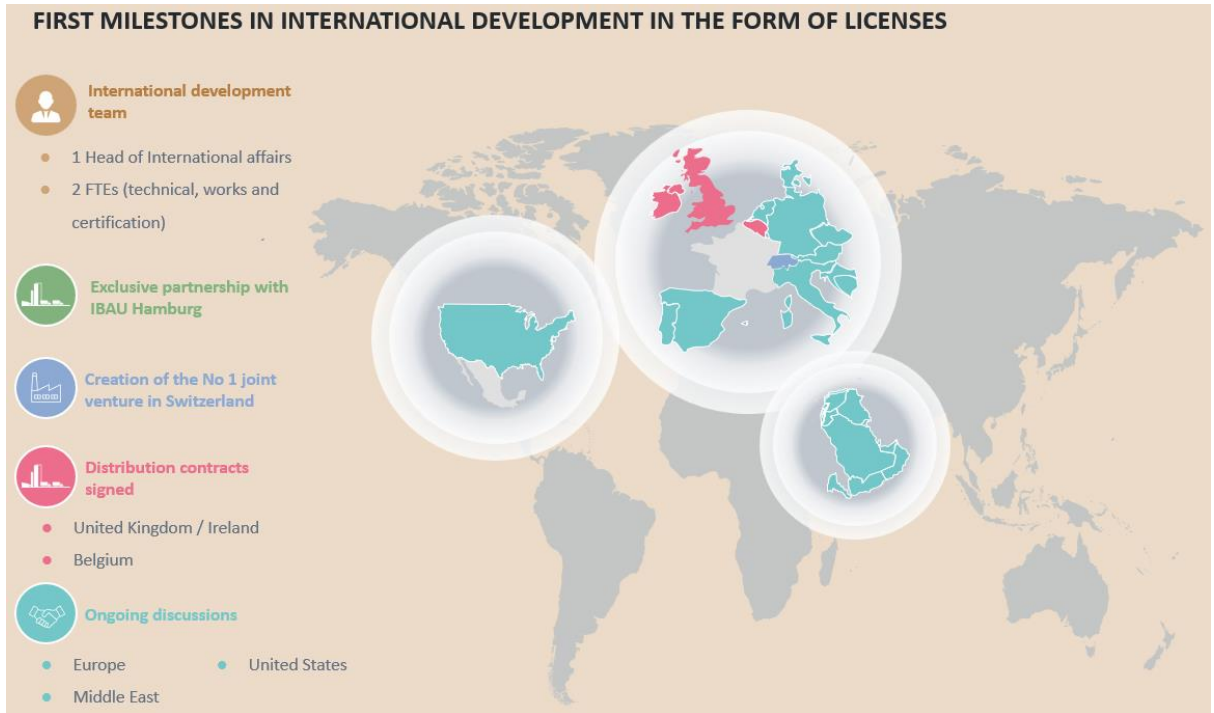 FIRST MILESTONES IN INTERNATIONAL DEVELOPMENT IN THE FORM OF LICENSES
International development
team
1 Head of International affairs
2 FTEs (technical, works and
certification)
Exclusive partnership with
IBAU Hamburg
Creation of the No 1 joint
venture in Switzerland
Distribution contracts
signed
United Kingdom / Ireland
Belgium
Ongoing discussions
Europe
United States
Middle East